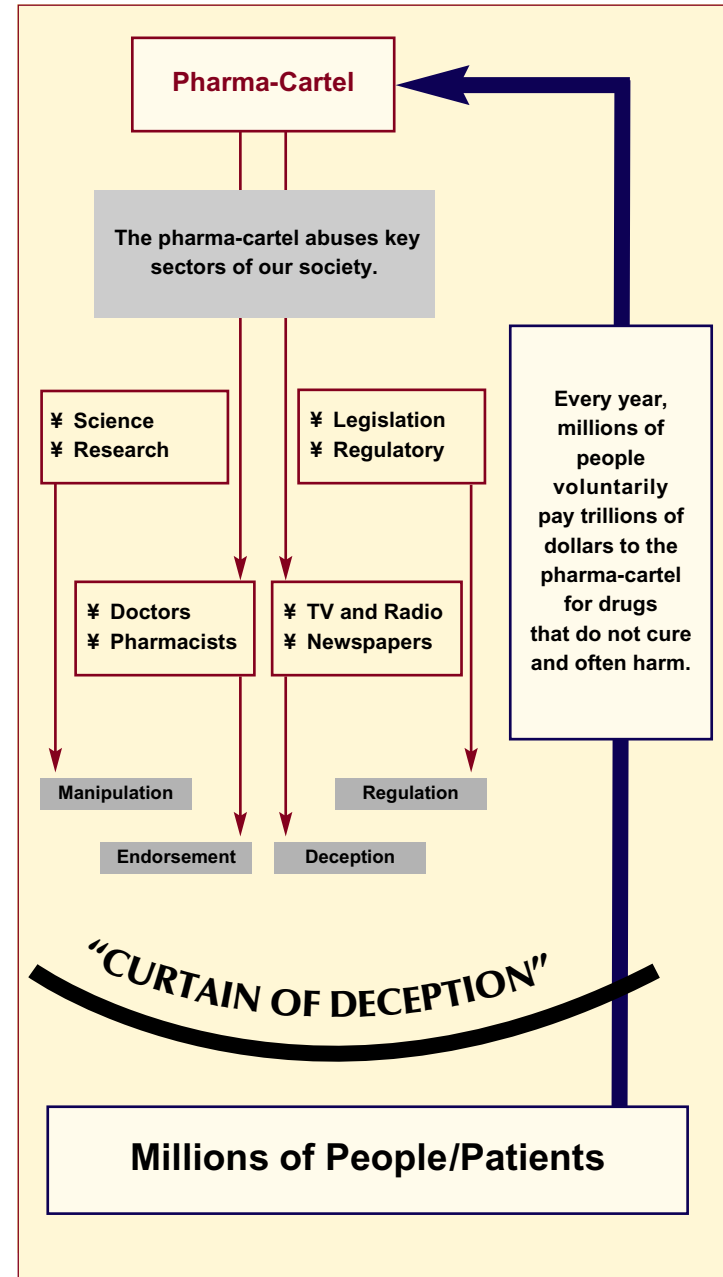 Pharma-Cartel
The pharma-cartel abuses key
sectors of our society.
¥ Science
¥ Research
¥ Legislation
¥ Regulatory
¥ Doctors
¥ Pharmacists
¥ TV and Radio
¥ Newspapers
Manipulation
Regulation
Endorsement
Deception
Every year,
millions of
people
voluntarily
pay trillions of
dollars to the
pharma-cartel
for drugs
that do not cure
and often harm.
“CURTAIN OF DECEPTION”
Millions of People/Patients